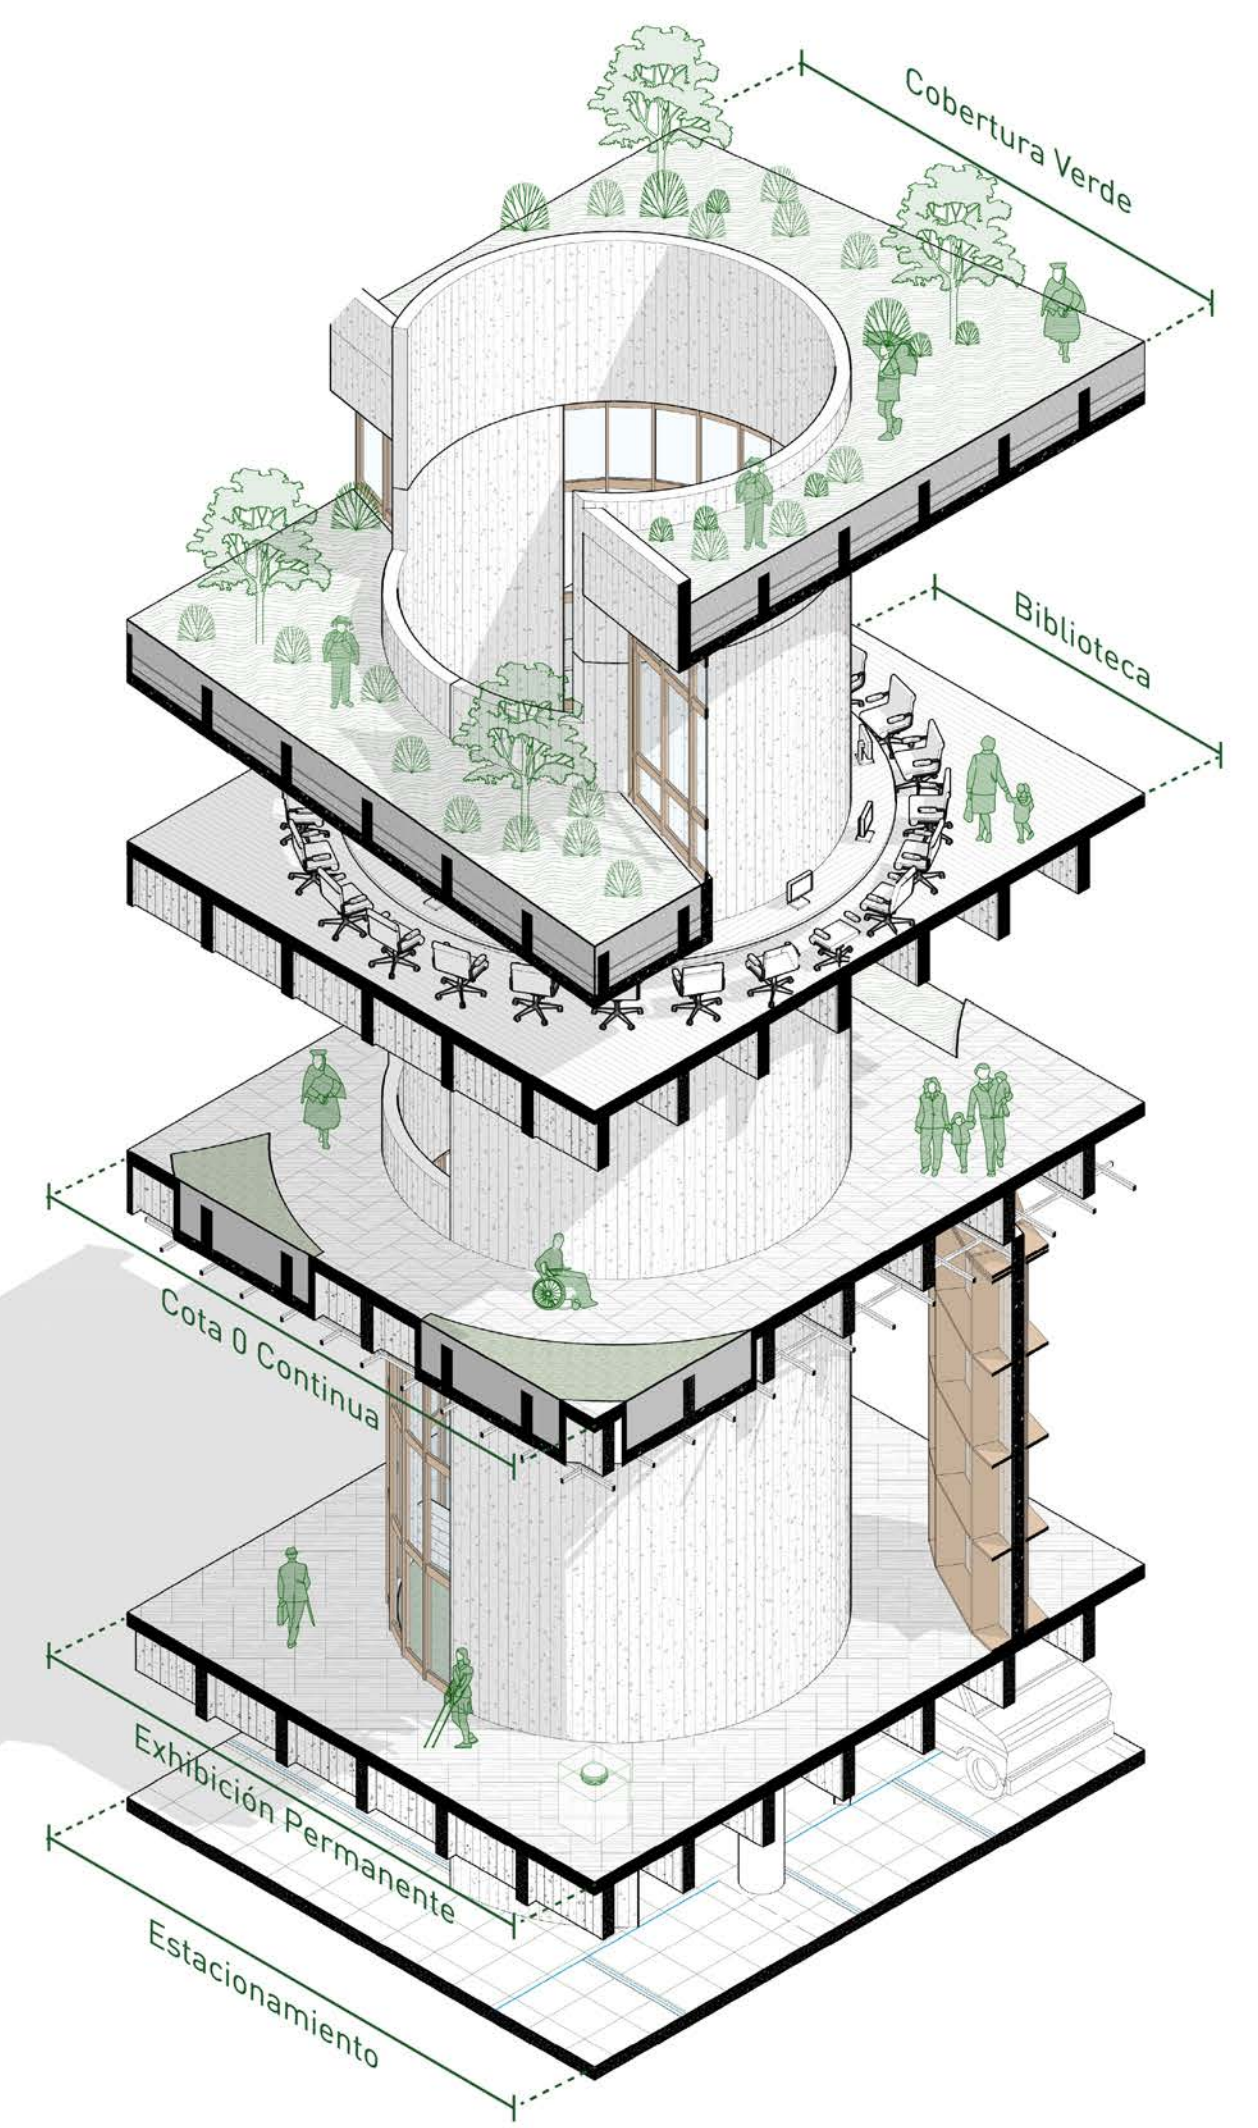 Cobertura Verde
Biblioteca
Cota 0 Continua
Exhibición Permanente
Estacionamiento